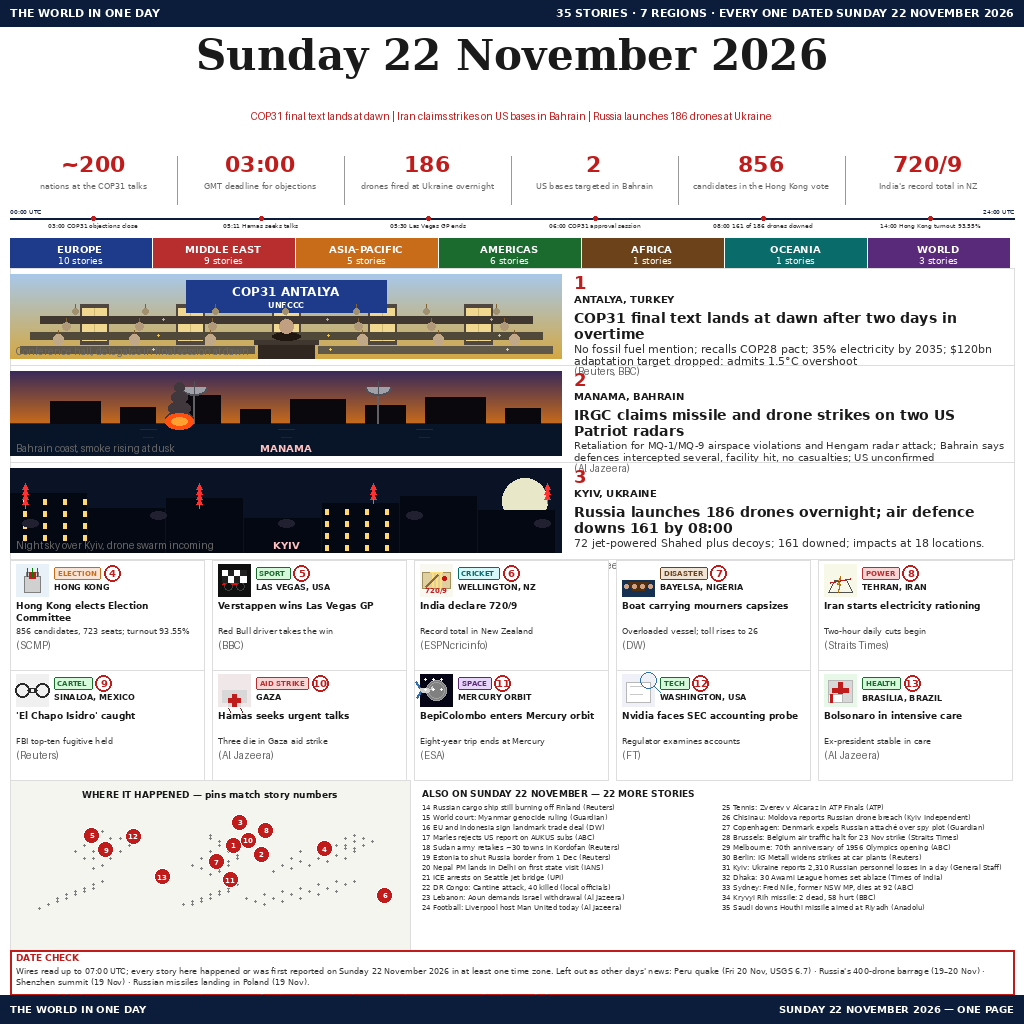 THE WORLD IN ONE DAY
35 STORIES · 7 REGIONS · EVERY ONE DATED SUNDAY 22 NOVEMBER 2026
Sunday 22 November 2026
COP31 final text lands at dawn | Iran claims strikes on US bases in Bahrain | Russia launches 186 drones at Ukraine
~200
nations at the COP31 talks
03:00
GMT deadline for objections
186
drones fired at Ukraine overnight
2
US bases targeted in Bahrain
856
candidates in the Hong Kong vote
720/9
India's record total in NZ
00:00 UTC
24:00 UTC
03:00 COP31 objections close
03:11 Hamas seeks talks
05:30 Las Vegas GP ends
06:00 COP31 approval session
08:00 161 of 186 drones downed
14:00 Hong Kong turnout 93.55%
EUROPE
10 stories
MIDDLE EAST
9 stories
ASIA-PACIFIC
5 stories
AMERICAS
6 stories
AFRICA
1 stories
OCEANIA
1 stories
WORLD
3 stories
COP31 ANTALYA
UNFCCC
1
ANTALYA, TURKEY
COP31 final text lands at dawn after two days in
overtime
No fossil fuel mention; recalls COP28 pact; 35% electricity by 2035; $120bn
adaptation target dropped; admits 1.5°C overshoot
(Reuters, BBC)
Bahrain coast, smoke rising at dusk
MANAMA
2
MANAMA, BAHRAIN
IRGC claims missile and drone strikes on two US
Patriot radars
Retaliation for MQ-1/MQ-9 airspace violations and Hengam radar attack; Bahrain says
defences intercepted several, facility hit, no casualties; US unconfirmed
(Al Jazeera)
Night sky over Kyiv, drone swarm incoming
KYIV
3
KYIV, UKRAINE
Russia launches 186 drones overnight; air defence
downs 161 by 08:00
72 jet-powered Shahed plus decoys; 161 downed; impacts at 18 locations.
ELECTION
4
HONG KONG
Hong Kong elects Election
Committee
856 candidates, 723 seats; turnout 93.55%
(SCMP)
SPORT
5
LAS VEGAS, USA
Verstappen wins Las Vegas GP
Red Bull driver takes the win
(BBC)
720/9
CRICKET
6
WELLINGTON, NZ
India declare 720/9
Record total in New Zealand
(ESPNcricinfo)
DISASTER
7
BAYELSA, NIGERIA
Boat carrying mourners capsizes
Overloaded vessel; toll rises to 26
(DW)
POWER
8
TEHRAN, IRAN
Iran starts electricity rationing
Two-hour daily cuts begin
(Straits Times)
CARTEL
9
SINALOA, MEXICO
'El Chapo Isidro' caught
FBI top-ten fugitive held
(Reuters)
AID STRIKE
10
GAZA
Hamas seeks urgent talks
Three die in Gaza aid strike
(Al Jazeera)
SPACE
11
MERCURY ORBIT
BepiColombo enters Mercury orbit
Eight-year trip ends at Mercury
(ESA)
TECH
12
WASHINGTON, USA
Nvidia faces SEC accounting probe
Regulator examines accounts
(FT)
HEALTH
13
BRASÍLIA, BRAZIL
Bolsonaro in intensive care
Ex-president stable in care
(Al Jazeera)
WHERE IT HAPPENED — pins match story numbers
3
8
5
12
10
1
9
4
2
7
13
11
6
ALSO ON SUNDAY 22 NOVEMBER — 22 MORE STORIES
14 Russian cargo ship still burning off Finland (Reuters)
15 World court: Myanmar genocide ruling (Guardian)
16 EU and Indonesia sign landmark trade deal (DW)
17 Marles rejects US report on AUKUS subs (ABC)
18 Sudan army retakes ~30 towns in Kordofan (Reuters)
19 Estonia to shut Russia border from 1 Dec (Reuters)
20 Nepal PM lands in Delhi on first state visit (IANS)
21 ICE arrests on Seattle jet bridge (UPI)
22 DR Congo: Cantine attack, 40 killed (local officials)
23 Lebanon: Aoun demands Israel withdrawal (Al Jazeera)
24 Football: Liverpool host Man United today (Al Jazeera)
25 Tennis: Zverev v Alcaraz in ATP Finals (ATP)
26 Chisinau: Moldova reports Russian drone breach (Kyiv Independent)
27 Copenhagen: Denmark expels Russian attaché over spy plot (Guardian)
28 Brussels: Belgium air traffic halt for 23 Nov strike (Straits Times)
29 Melbourne: 70th anniversary of 1956 Olympics opening (ABC)
30 Berlin: IG Metall widens strikes at car plants (Reuters)
31 Kyiv: Ukraine reports 2,310 Russian personnel losses in a day (General Staff)
32 Dhaka: 30 Awami League homes set ablaze (Times of India)
33 Sydney: Fred Nile, former NSW MP, dies at 92 (ABC)
34 Kryvyi Rih missile: 2 dead, 58 hurt (BBC)
35 Saudi downs Houthi missile aimed at Riyadh (Anadolu)
DATE CHECK
Wires read up to 07:00 UTC; every story here happened or was first reported on Sunday 22 November 2026 in at least one time zone. Left out as other days' news: Peru quake (Fri 20 Nov, USGS 6.7) · Russia's 400-drone barrage (19–20 Nov) ·
Shenzhen summit (19 Nov) · Russian missiles landing in Poland (19 Nov).
THE WORLD IN ONE DAY
SUNDAY 22 NOVEMBER 2026 — ONE PAGE